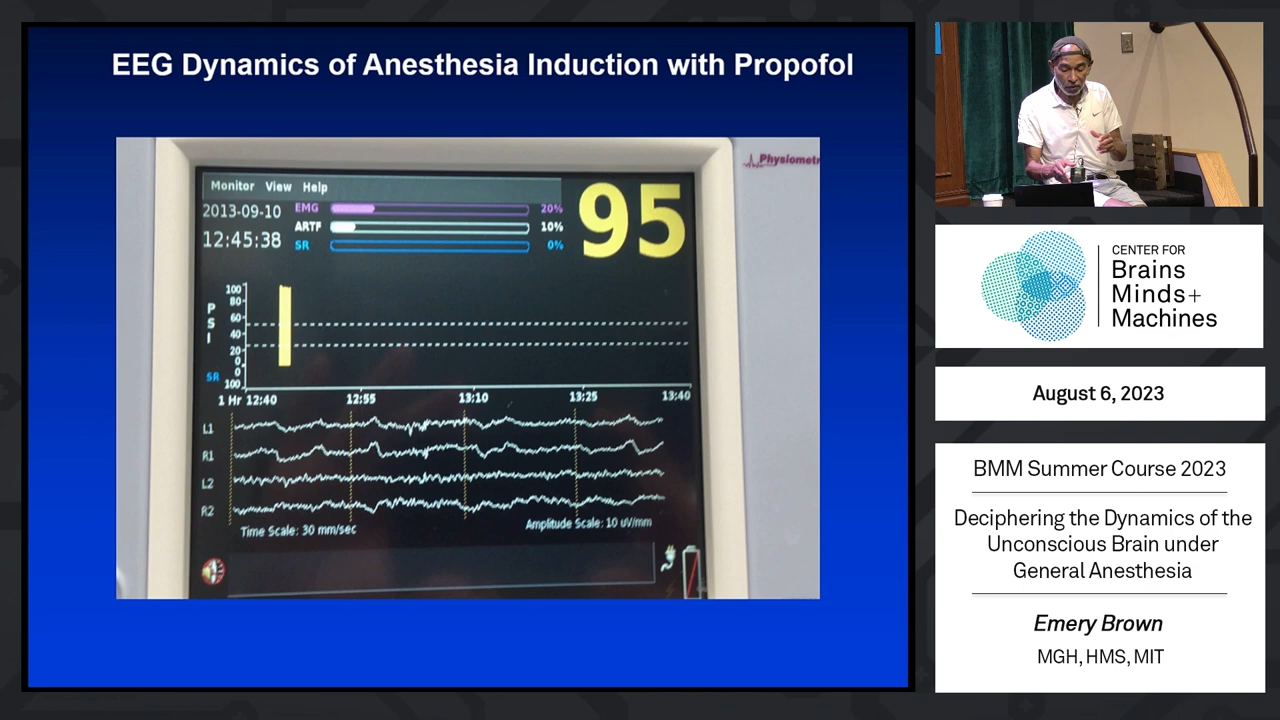 EEG Dynamics of Anesthesia Induction with Propofol
Physiometr
Monitor View Help
2013-09-10
12:45:38
EMG 20%
ARTF 10%
SR 0%
95
PSI
100
80
60
40
20
0
SR
0
100
1 Hr 12:40 12:55 13:10 13:25 13:40
L1
R1
L2
R2
Time Scale: 30 mm/sec
Amplitude Scale: 10 uV/mm
CENTER FOR
Brains
Minds+
Machines
August 6, 2023
BMM Summer Course 2023
Deciphering the Dynamics of the
Unconscious Brain under
General Anesthesia
Emery Brown
MGH, HMS, MIT